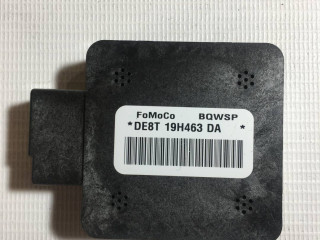 FoMoCo BQWSP
*DE8T 19H463 DA *